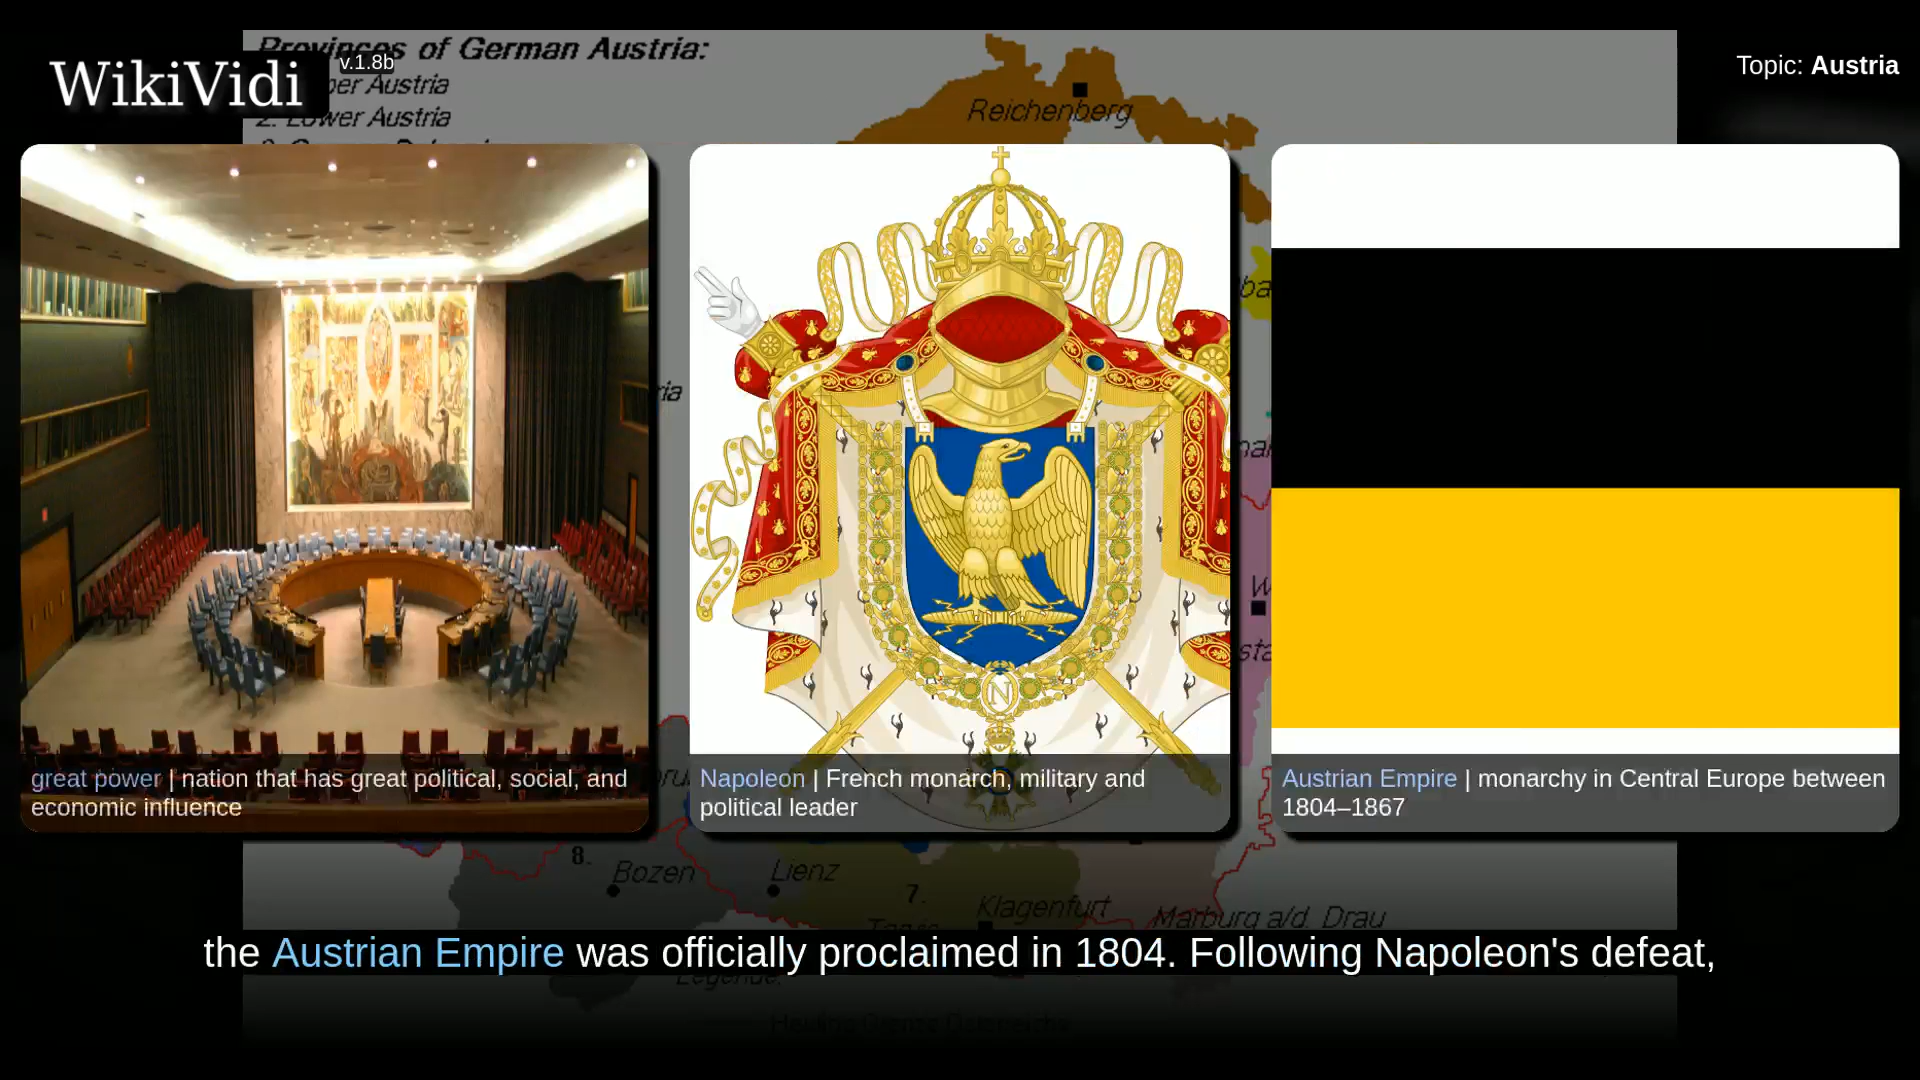 Provinces of German Austria:
WikiVidi
v.1.8b
Topic: Austria
per Austria
2. Lower Austria
Reichenberg
great power | nation that has great political, social, and
economic influence
Napoleon | French monarch, military and
political leader
Austrian Empire | monarchy in Central Europe between
1804–1867
N
8.
Bozen
Lienz
7.
Klagenfurt
Marburg a/d. Drau
the Austrian Empire was officially proclaimed in 1804. Following Napoleon's defeat,
Legende: